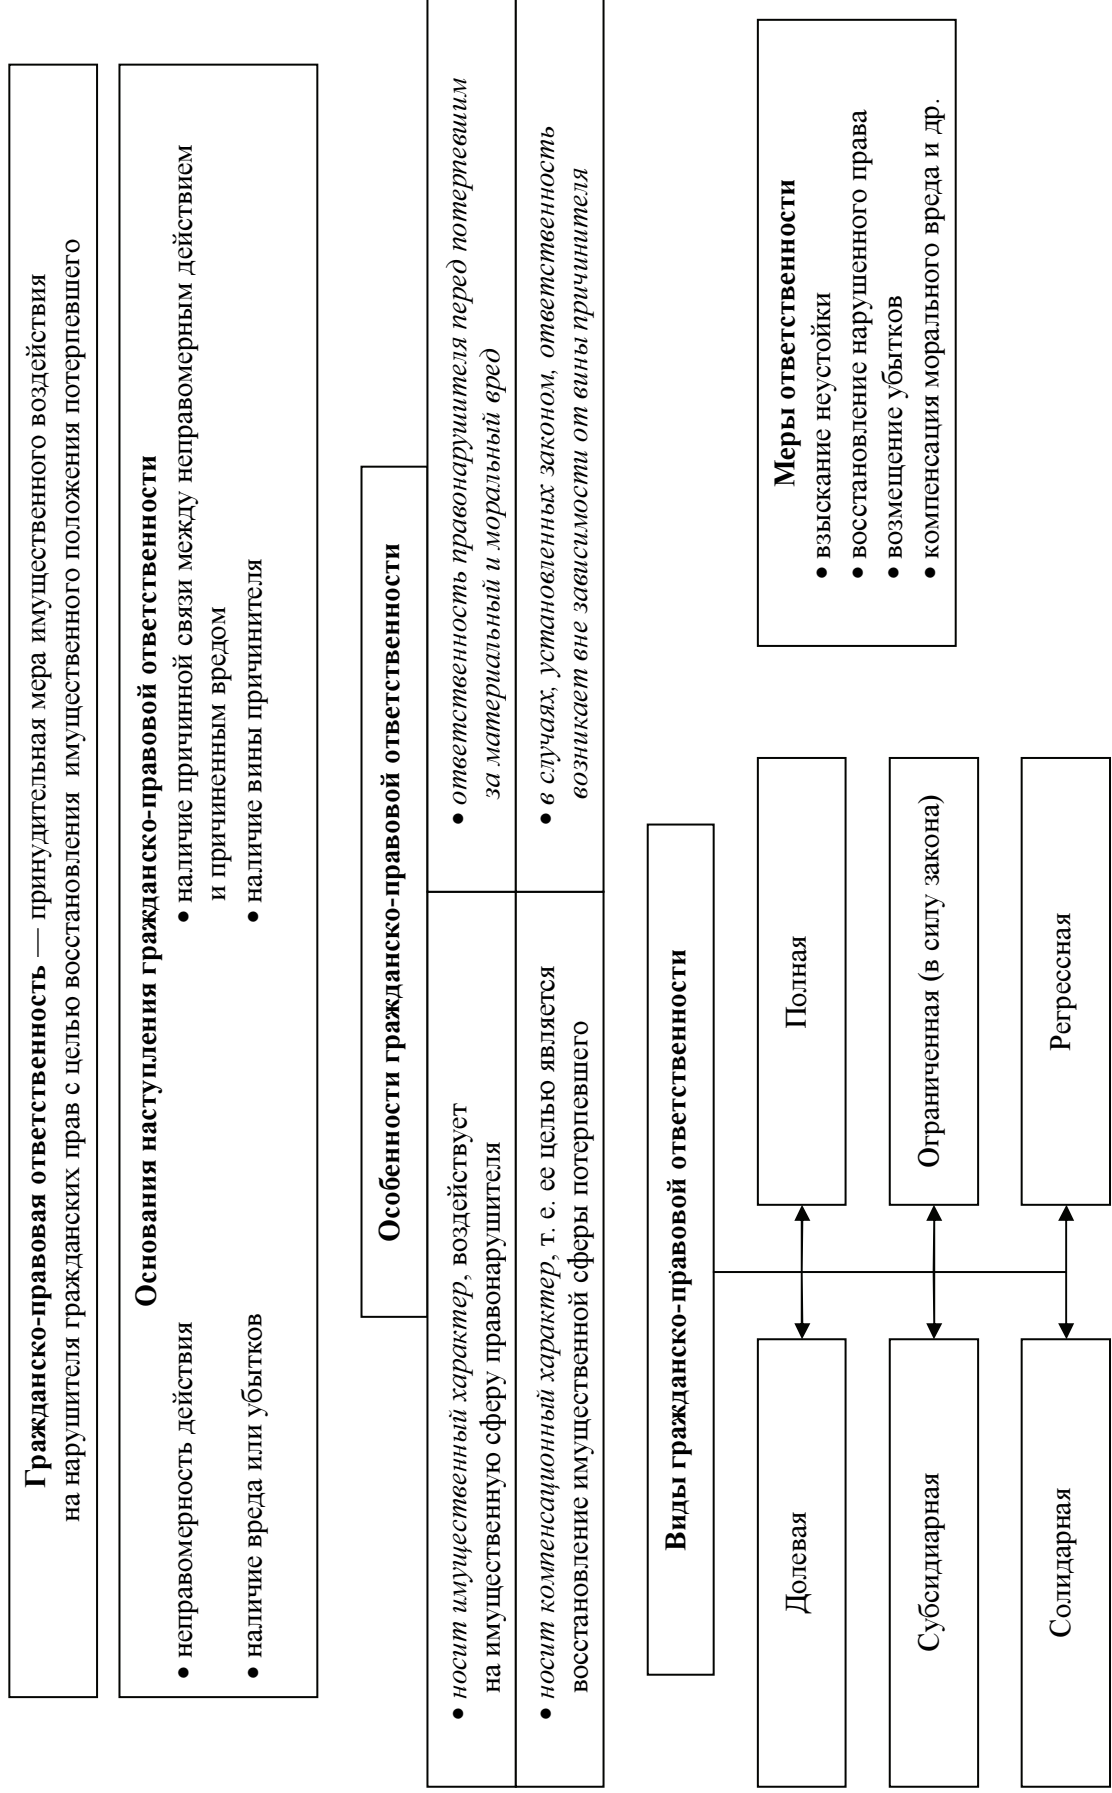 Гражданско-правовая ответственность — принудительная мера имущественного воздействия
на нарушителя гражданских прав с целью восстановления имущественного положения потерпевшего
Основания наступления гражданско-правовой ответственности
• неправомерность действия
• наличие вреда или убытков
• наличие причинной связи между неправомерным действием
и причиненным вредом
• наличие вины причинителя
Особенности гражданско-правовой ответственности
• носит имущественный характер, воздействует
на имущественную сферу правонарушителя
• ответственность правонарушителя перед потерпевшим
за материальный и моральный вред
• носит компенсационный характер, т. е. ее целью является
восстановление имущественной сферы потерпевшего
• в случаях, установленных законом, ответственность
возникает вне зависимости от вины причинителя
Виды гражданско-правовой ответственности
Долевая
Полная
Субсидиарная
Ограниченная (в силу закона)
Солидарная
Регрессная
Меры ответственности
• взыскание неустойки
• восстановление нарушенного права
• возмещение убытков
• компенсация морального вреда и др.